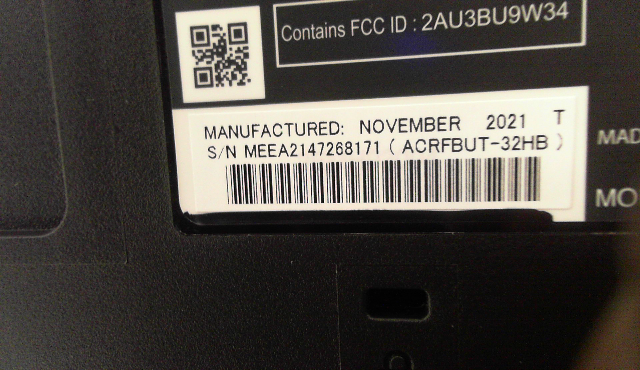 Contains FCC ID : 2AU3BU9W34
MANUFACTURED: NOVEMBER 2021 T
S/N MEEA2147268171 ( ACRFBUT-32HB )
MAD
MO